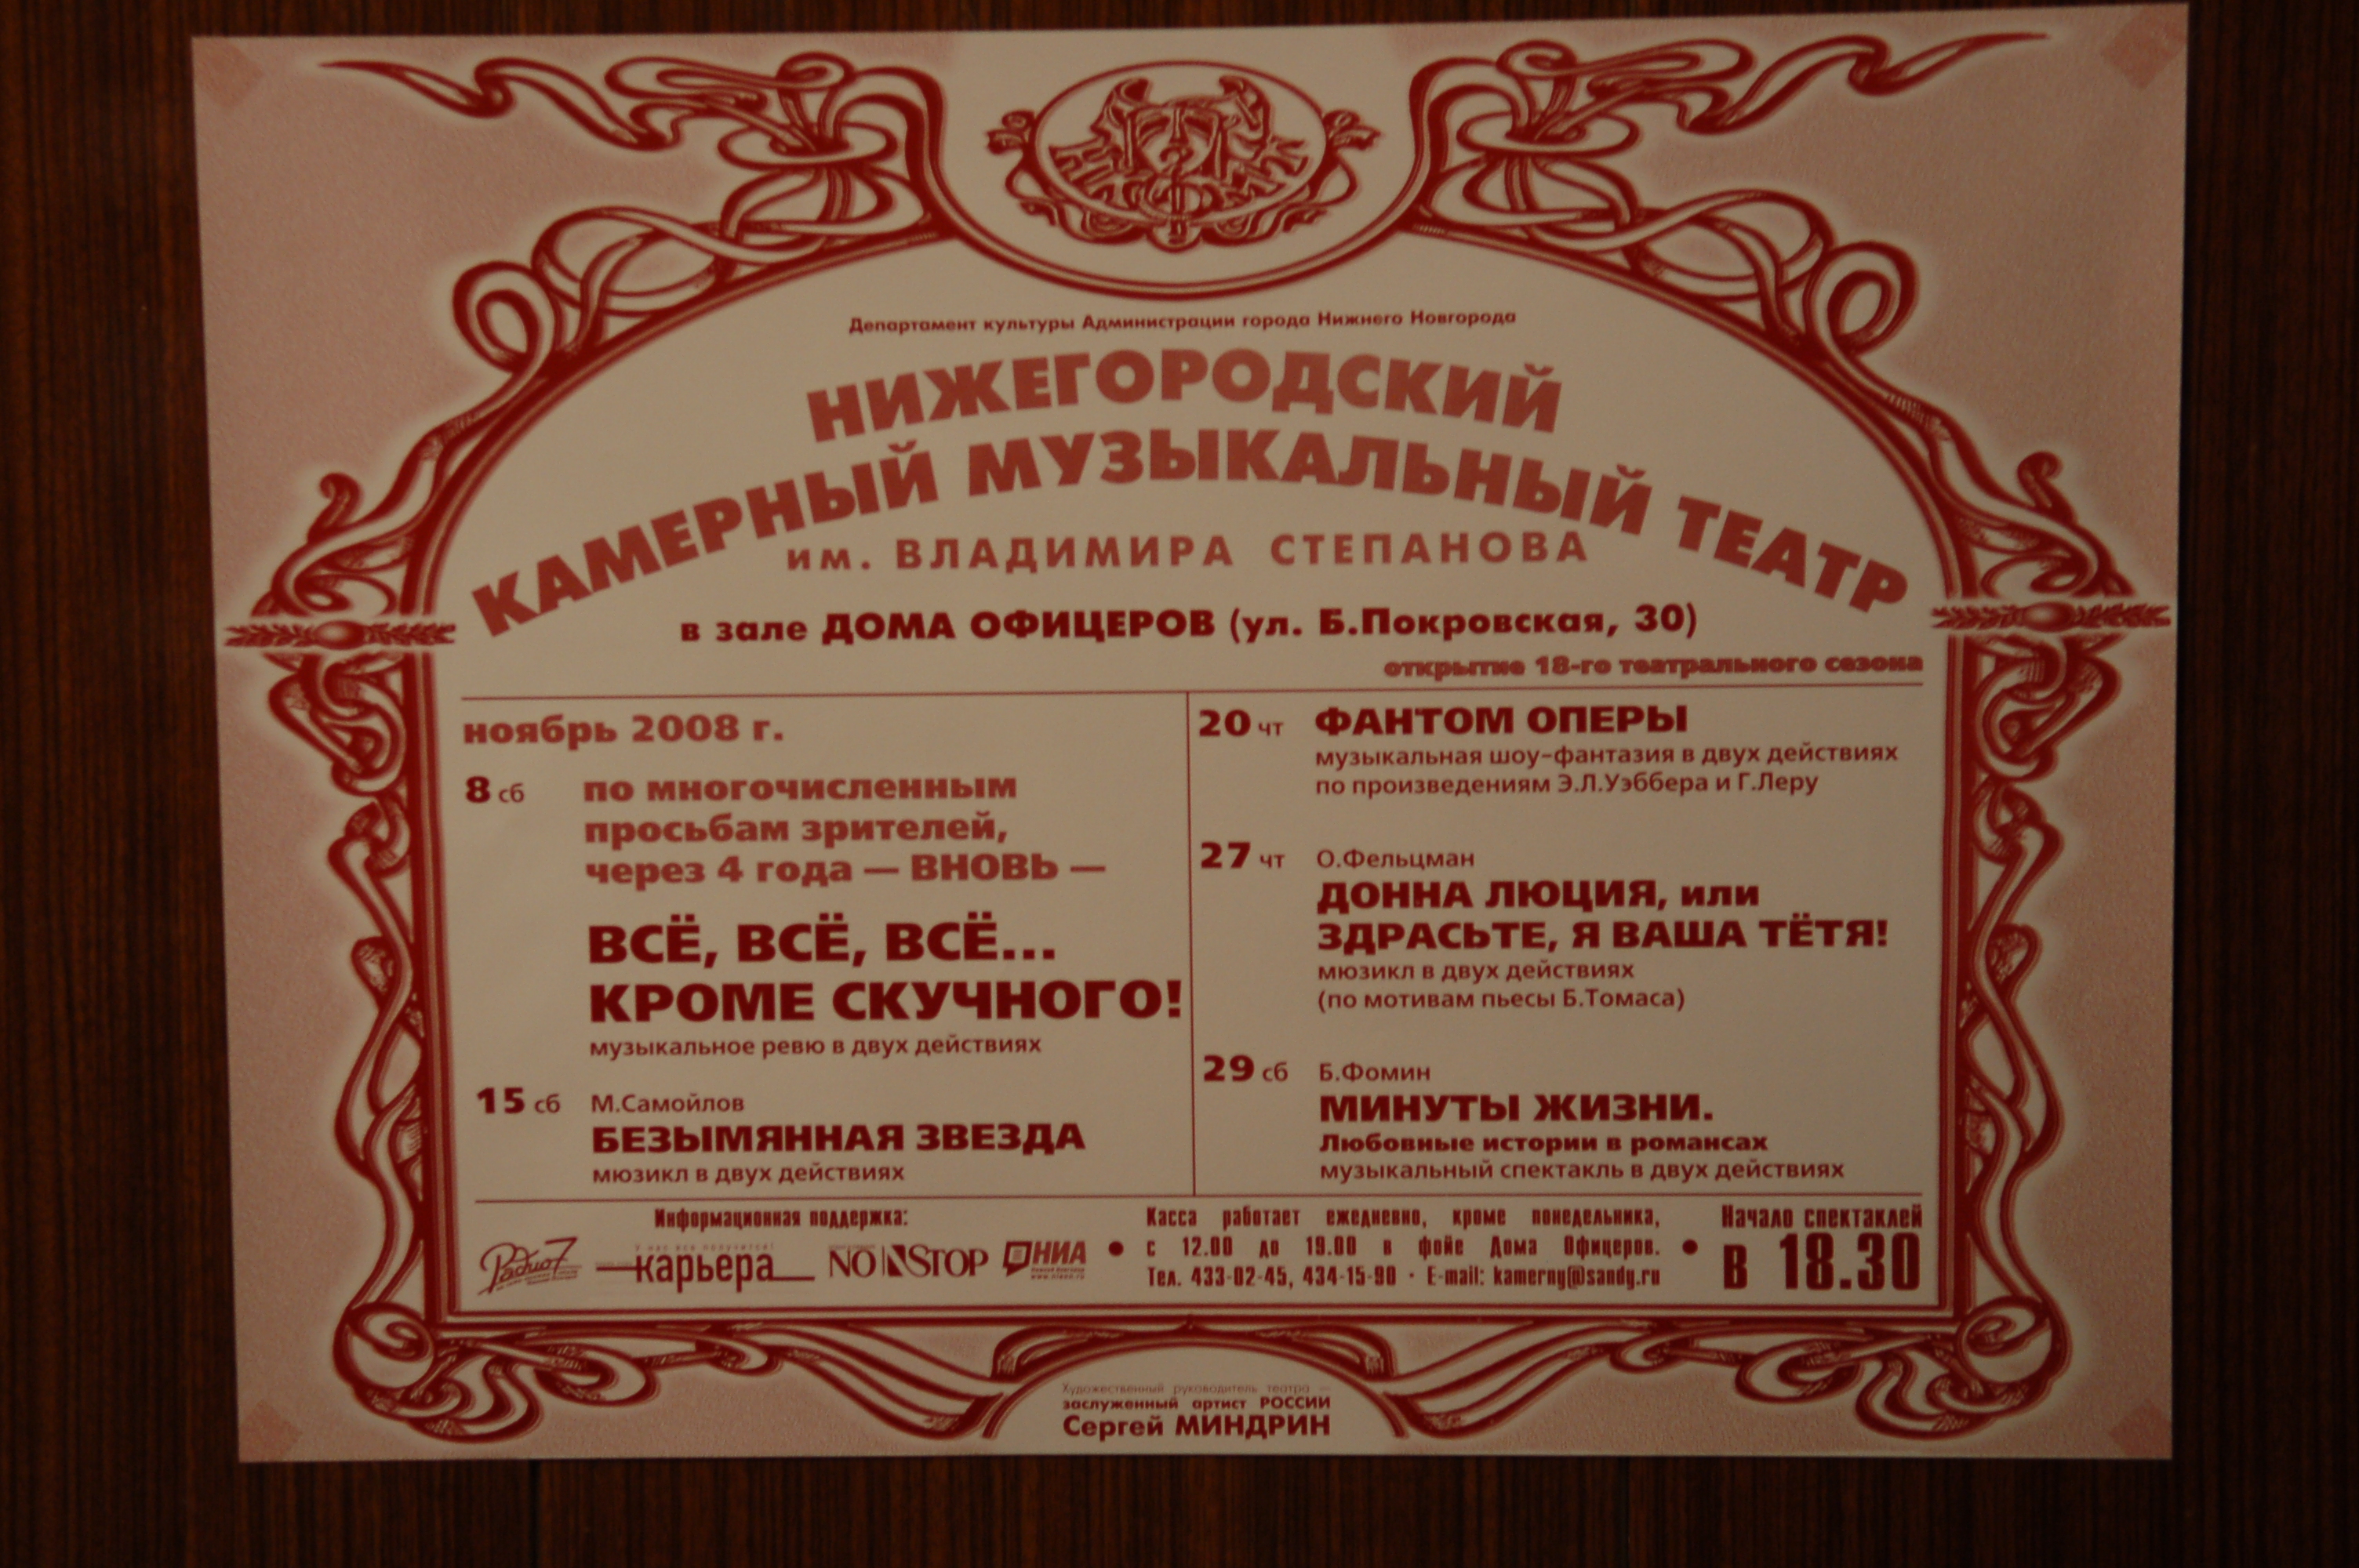 Департамент культуры Администрации города Нижнего Новгорода
НИЖЕГОРОДСКИЙ
КАМЕРНЫЙ МУЗЫКАЛЬНЫЙ ТЕАТР
им. ВЛАДИМИРА СТЕПАНОВА
в зале ДОМА ОФИЦЕРОВ (ул. Б.Покровская, 30)
открытие 18-го театрального сезона
ноябрь 2008 г.
8 сб по многочисленным
просьбам зрителей,
через 4 года — ВНОВЬ —
ВСЁ, ВСЁ, ВСЁ...
КРОМЕ СКУЧНОГО!
музыкальное ревю в двух действиях
15 сб М.Самойлов
БЕЗЫМЯННАЯ ЗВЕЗДА
мюзикл в двух действиях
20 чт ФАНТОМ ОПЕРЫ
музыкальная шоу-фантазия в двух действиях
по произведениям Э.Л.Уэббера и Г.Леру
27 чт О.Фельцман
ДОННА ЛЮЦИЯ, или
ЗДРАСЬТЕ, Я ВАША ТЁТЯ!
мюзикл в двух действиях
(по мотивам пьесы Б.Томаса)
29 сб Б.Фомин
МИНУТЫ ЖИЗНИ.
Любовные истории в романсах
музыкальный спектакль в двух действиях
Информационная поддержка:
Радио 7
У нас все получится!
карьера
NONSTOP
НИА
Касса работает ежедневно, кроме понедельника,
с 12.00 до 19.00 в фойе Дома Офицеров.
Тел. 433-02-45, 434-15-90 · E-mail: kamerny@sandy.ru
Начало спектаклей
в 18.30
Художественный руководитель театра —
заслуженный артист РОССИИ
Сергей МИНДРИН